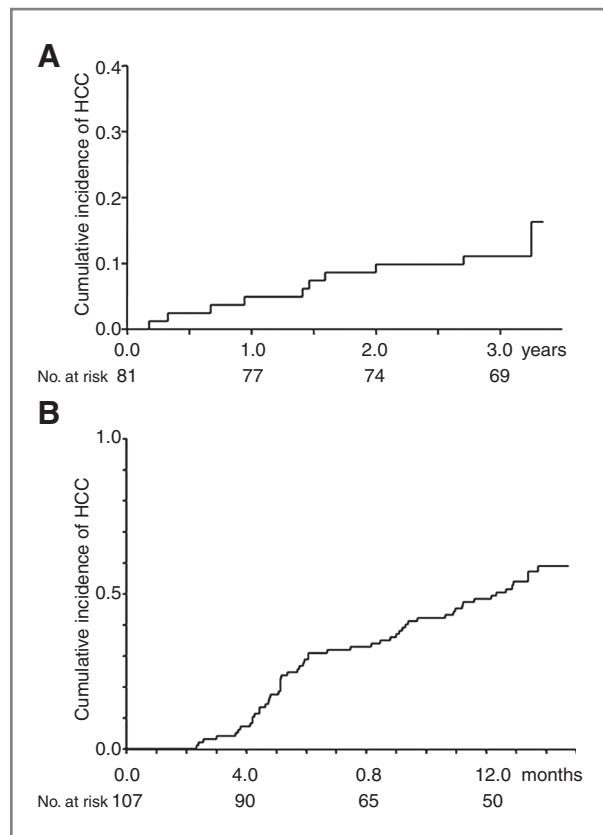 A
Cumulative incidence of HCC
0.4
0.3
0.2
0.1
0.0
0.0 1.0 2.0 3.0 years
No. at risk 81 77 74 69
B
Cumulative incidence of HCC
1.0
0.5
0.0
0.0 4.0 0.8 12.0 months
No. at risk 107 90 65 50